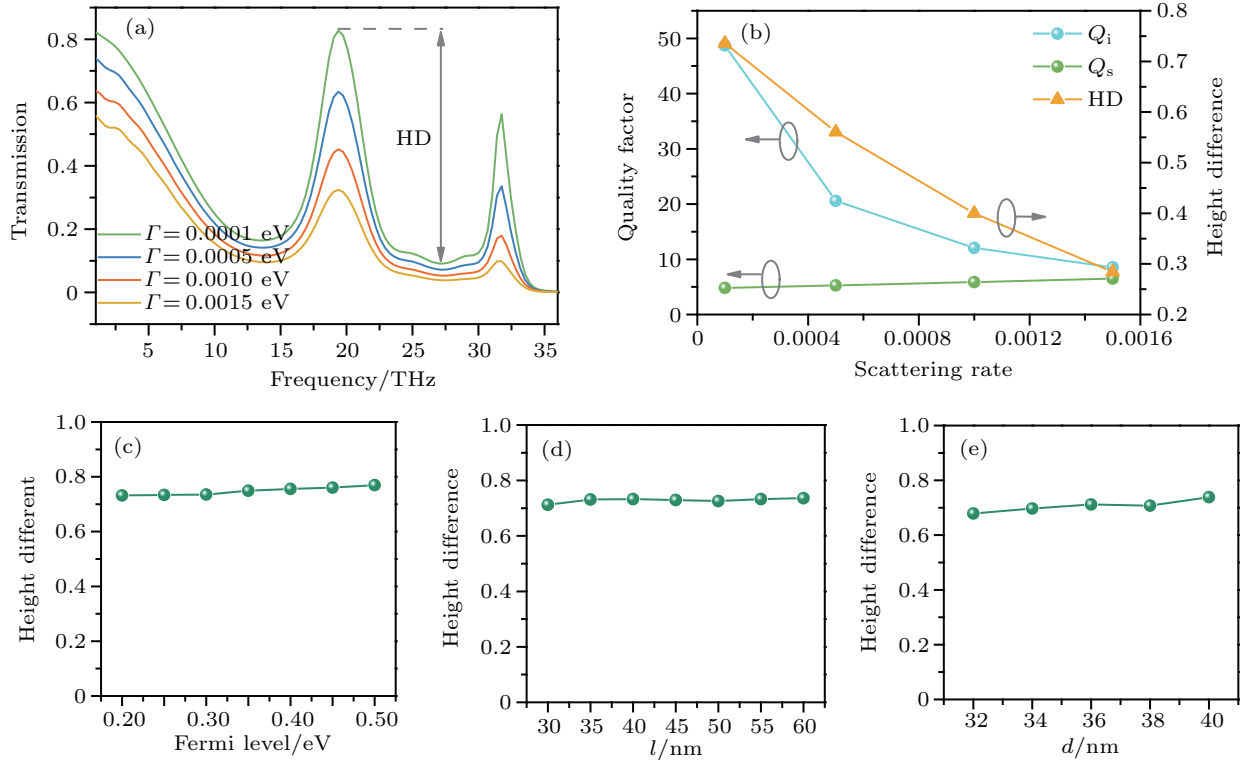 (a)
0.8
0.6
0.4
0.2
0
Transmission
HD
Γ=0.0001 eV
Γ=0.0005 eV
Γ=0.0010 eV
Γ=0.0015 eV
5 10 15 20 25 30 35
Frequency/THz
(b)
50
40
30
20
10
0
Quality factor
Qi
Qs
HD
0.8
0.7
0.6
0.5
0.4
0.3
0.2
Height difference
0 0.0004 0.0008 0.0012 0.0016
Scattering rate
(c)
1.0
0.8
0.6
0.4
0.2
0
Height different
0.20 0.30 0.40 0.50
Fermi level/eV
(d)
1.0
0.8
0.6
0.4
0.2
0
Height difference
30 35 40 45 50 55 60
l/nm
(e)
1.0
0.8
0.6
0.4
0.2
0
Height difference
32 34 36 38 40
d/nm